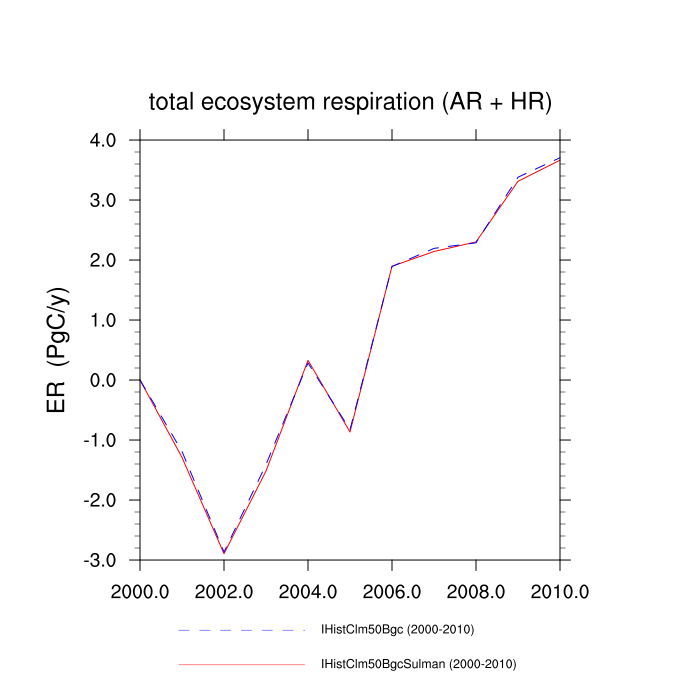 total ecosystem respiration (AR + HR)
4.0
3.0
2.0
1.0
0.0
-1.0
-2.0
-3.0
ER (PgC/y)
2000.0 2002.0 2004.0 2006.0 2008.0 2010.0
IHistClm50Bgc (2000-2010)
IHistClm50BgcSulman (2000-2010)